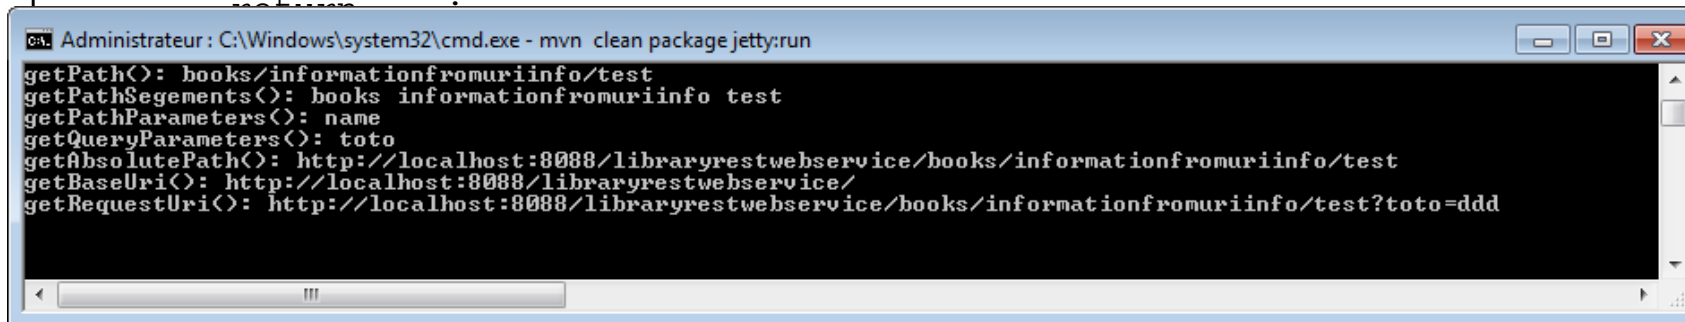 Administrateur : C:\Windows\system32\cmd.exe - mvn  clean package jetty:run
getPath(): books/informationfromuriinfo/test
getPathSegements(): books informationfromuriinfo test
getPathParameters(): name
getQueryParameters(): toto
getAbsolutePath(): http://localhost:8088/libraryrestwebservice/books/informationfromuriinfo/test
getBaseUri(): http://localhost:8088/libraryrestwebservice/
getRequestUri(): http://localhost:8088/libraryrestwebservice/books/informationfromuriinfo/test?toto=ddd